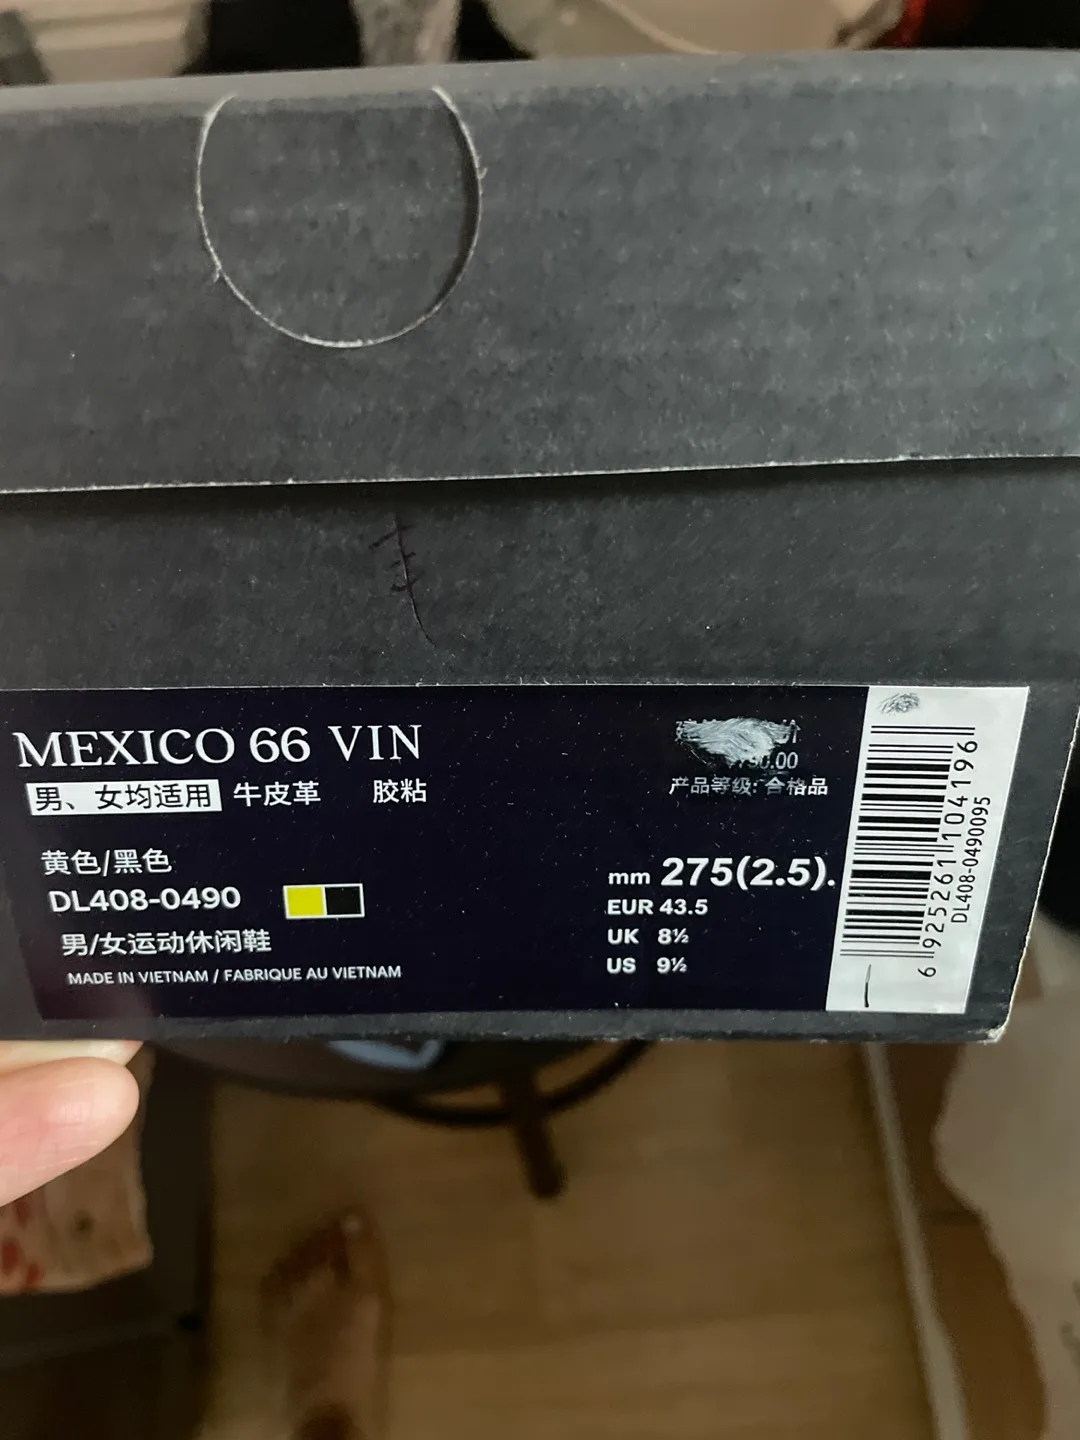 MEXICO 66 VIN
男、女均适用 牛皮革 胶粘
产品等级: 合格品
黄色/黑色
DL408-0490
男/女运动休闲鞋
MADE IN VIETNAM / FABRIQUE AU VIETNAM
mm 275(2.5).
EUR 43.5
UK 8½
US 9½
6 925261 104196
DL408-0490095